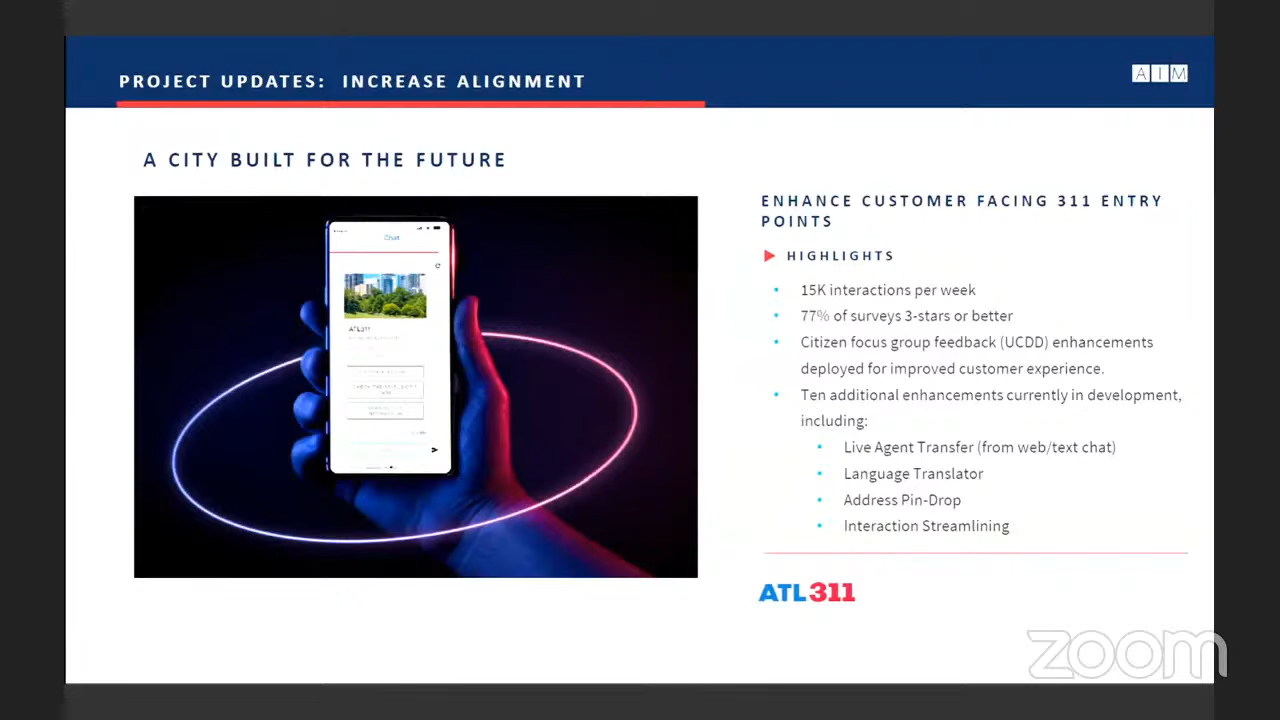 PROJECT UPDATES: INCREASE ALIGNMENT
AIM
A CITY BUILT FOR THE FUTURE
Chat
ATL311
ENHANCE CUSTOMER FACING 311 ENTRY
POINTS
HIGHLIGHTS
15K interactions per week
77% of surveys 3-stars or better
Citizen focus group feedback (UCDD) enhancements
deployed for improved customer experience.
Ten additional enhancements currently in development,
including:
Live Agent Transfer (from web/text chat)
Language Translator
Address Pin-Drop
Interaction Streamlining
ATL311
zoom